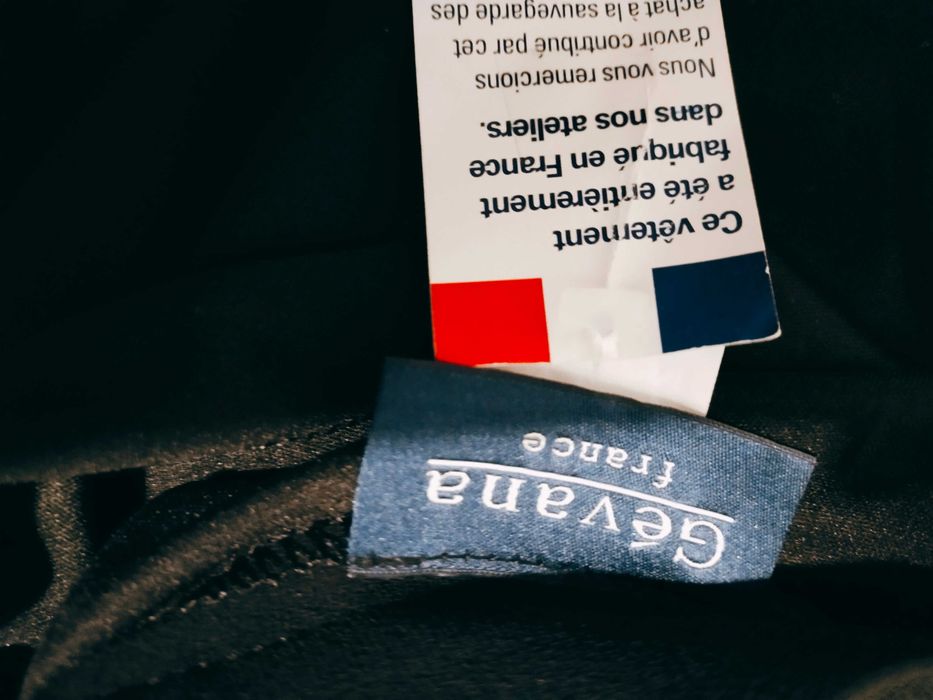 Ce vêtement
a été entièrement
fabriqué en France
dans nos ateliers.
Nous vous remercions
d'avoir contribué par cet
achat à la sauvegarde des
Gévana
france